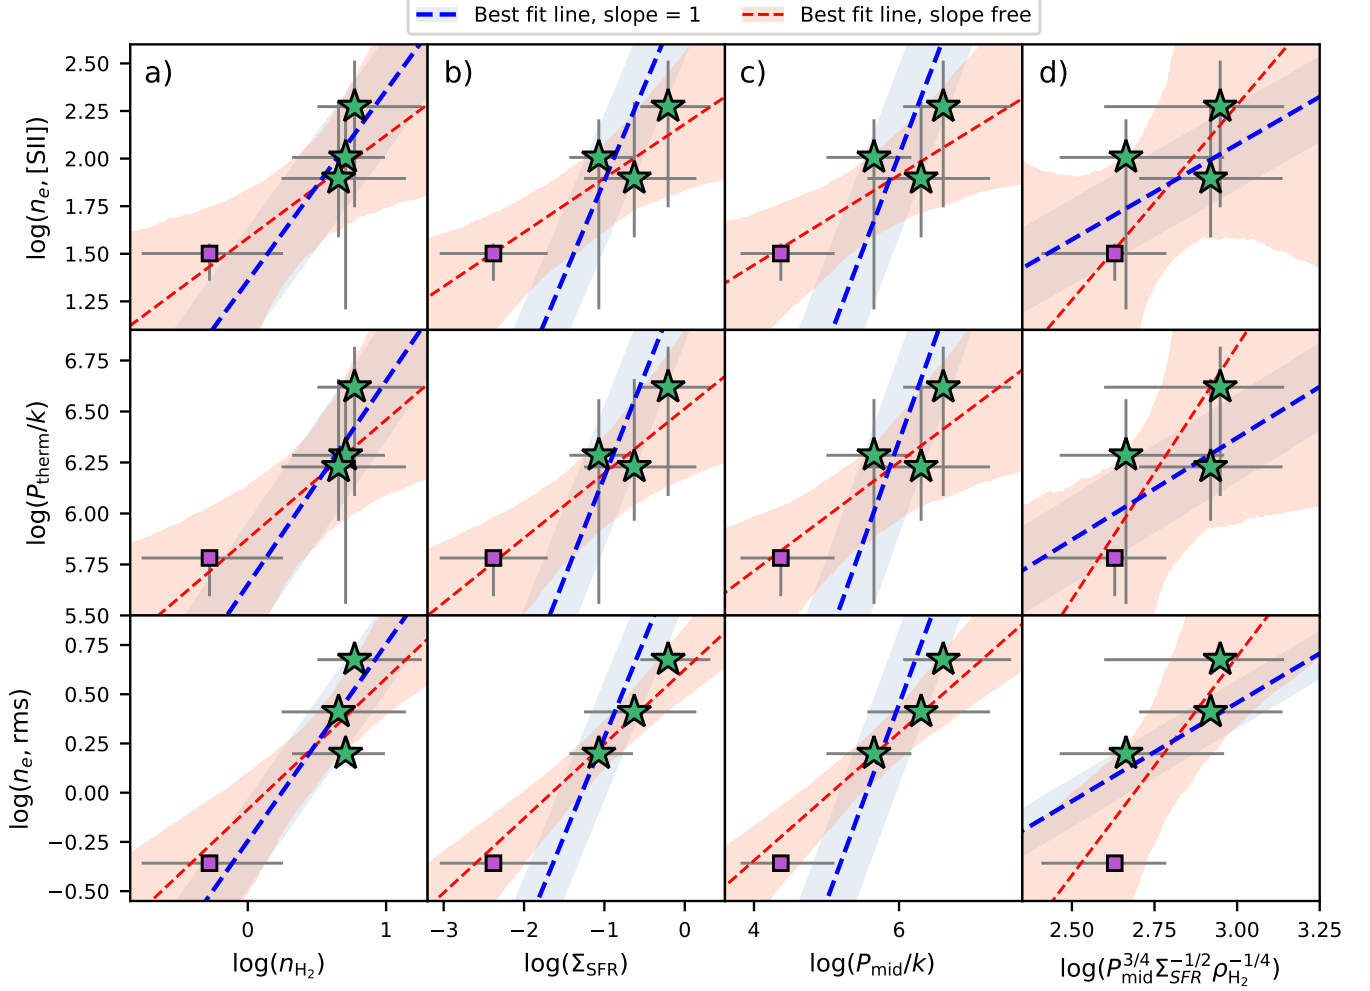 Best fit line, slope = 1 Best fit line, slope free
a) b) c) d)
log(nₑ, [SII])
2.50
2.25
2.00
1.75
1.50
1.25
log(P_therm/k)
6.75
6.50
6.25
6.00
5.75
5.50
log(nₑ, rms)
0.75
0.50
0.25
0.00
−0.25
−0.50
0 1 −3 −2 −1 0 4 6 2.50 2.75 3.00 3.25
log(n_H₂) log(Σ_SFR) log(P_mid/k) log(P_mid^3/4 Σ_SFR^−1/2 ρ_H₂^−1/4)